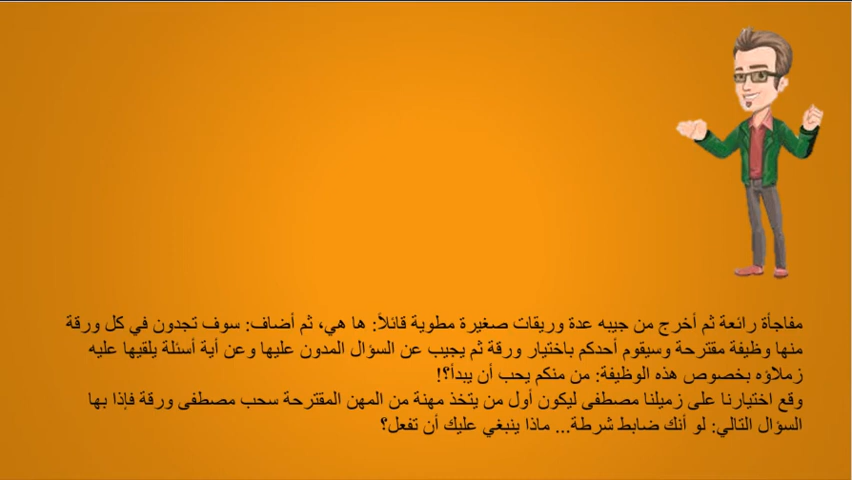 مفاجأة رائعة ثم أخرج من جيبه عدة وريقات صغيرة مطوية قائلاً: ها هي، ثم أضاف: سوف تجدون في كل ورقة
منها وظيفة مقترحة وسيقوم أحدكم باختيار ورقة ثم يجيب عن السؤال المدون عليها وعن أية أسئلة يلقيها عليه
زملاؤه بخصوص هذه الوظيفة: من منكم يحب أن يبدأ؟!
وقع اختيارنا على زميلنا مصطفى ليكون أول من يتخذ مهنة من المهن المقترحة سحب مصطفى ورقة فإذا بها
السؤال التالي: لو أنك ضابط شرطة... ماذا ينبغي عليك أن تفعل؟